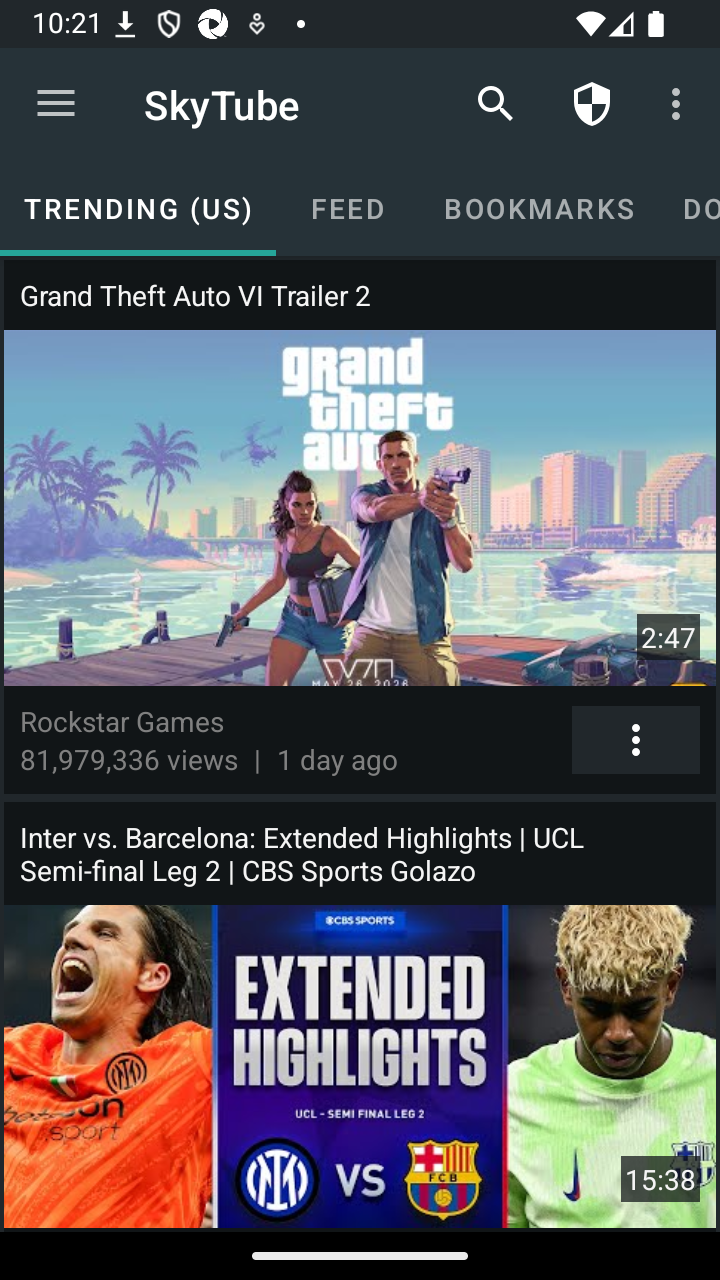 10:21
SkyTube
TRENDING (US)
FEED
BOOKMARKS
DO
Grand Theft Auto VI Trailer 2
grand
theft
aut
VI
MAY 26 2026
2:47
Rockstar Games
81,979,336 views | 1 day ago
Inter vs. Barcelona: Extended Highlights | UCL
Semi-final Leg 2 | CBS Sports Golazo
CBS SPORTS
EXTENDED
HIGHLIGHTS
UCL - SEMI FINAL LEG 2
VS
FCB
sport
15:38